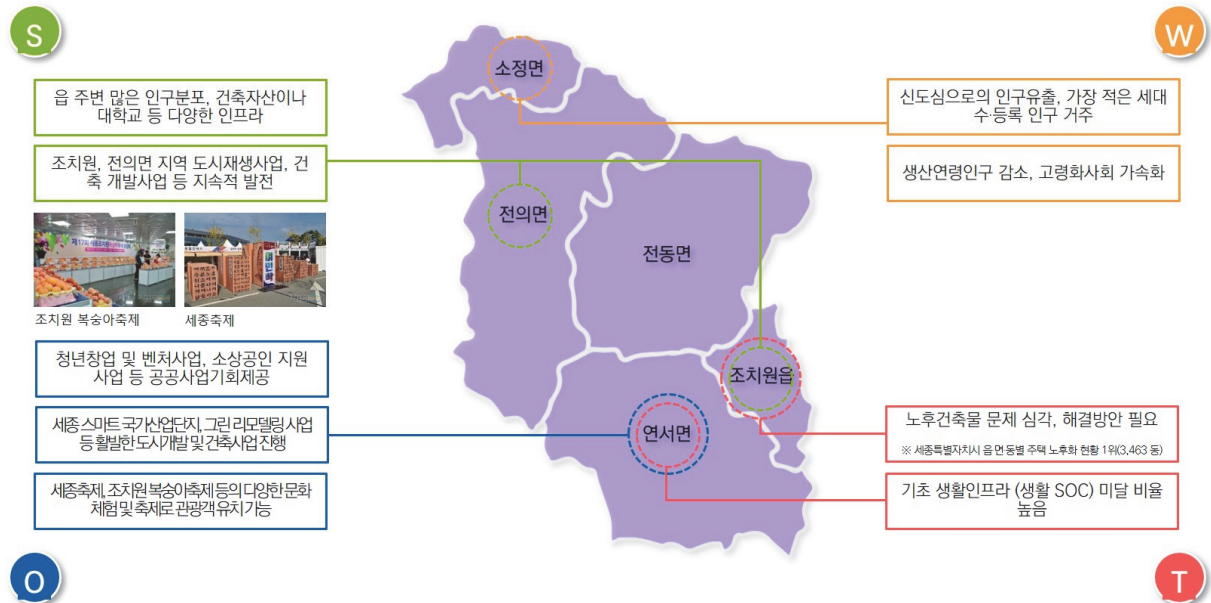 S
W
읍 주변 많은 인구분포, 건축자산이나
대학교 등 다양한 인프라
조치원, 전의면 지역 도시재생사업, 건
축 개발사업 등 지속적 발전
조치원 복숭아축제
세종축제
청년창업 및 벤처사업, 소상공인 지원
사업 등 공공사업기회제공
세종 스마트 국가산업단지, 그린 리모델링 사업
등 활발한 도시개발 및 건축사업 진행
세종축제, 조치원 복숭아축제 등의 다양한 문화
체험 및 축제로 관광객 유치 가능
소정면
전의면
전동면
조치원읍
연서면
신도심으로의 인구유출, 가장 적은 세대
수·등록 인구 거주
생산연령인구 감소, 고령화사회 가속화
노후건축물 문제 심각, 해결방안 필요
※ 세종특별자치시 읍면동별 주택 노후화 현황 1위(3,463 동)
기초 생활인프라 (생활 SOC) 미달 비율
높음
O
T